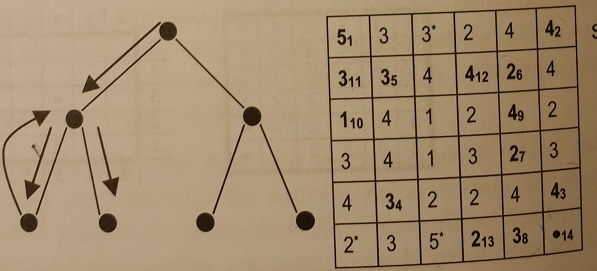 5₁ 3 3* 2 4 4₂
3₁₁ 3₅ 4 4₁₂ 2₆ 4
1₁₀ 4 1 2 4₉ 2
3 4 1 3 2₇ 3
4 3₄ 2 2 4 4₃
2* 3 5* 2₁₃ 3₈ •₁₄